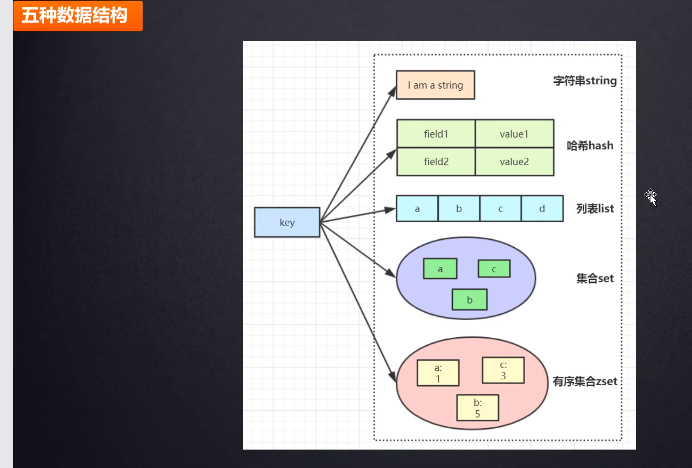 五种数据结构
I am a string
字符串string
field1
value1
哈希hash
field2
value2
key
a
b
c
d
列表list
a
c
b
集合set
a:
1
c:
3
b:
5
有序集合zset